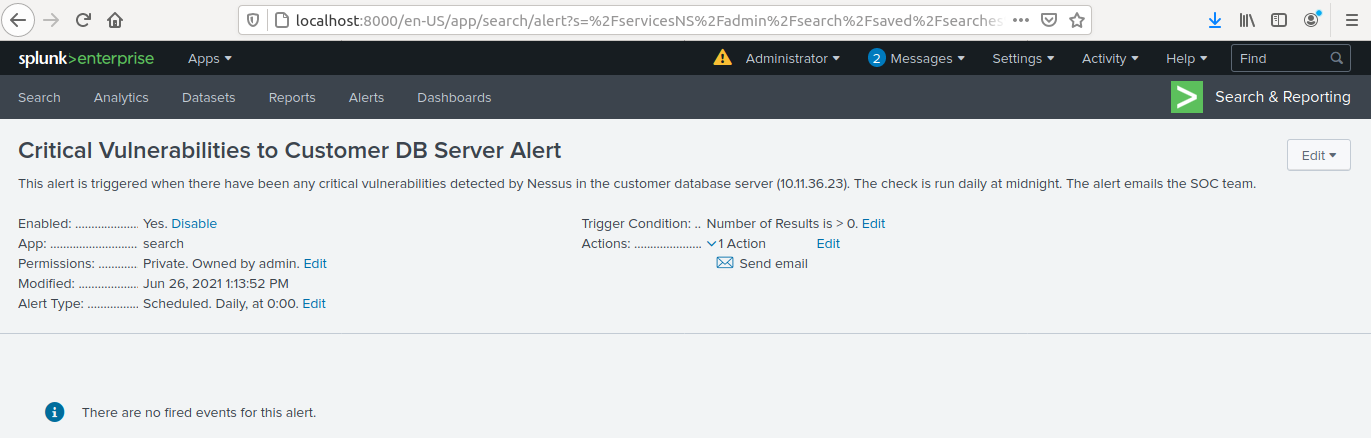 localhost:8000/en-US/app/search/alert?s=%2FservicesNS%2Fadmin%2Fsearch%2Fsaved%2Fsearches
splunk>enterprise Apps Administrator 2 Messages Settings Activity Help Find
Search Analytics Datasets Reports Alerts Dashboards Search & Reporting
Critical Vulnerabilities to Customer DB Server Alert Edit
This alert is triggered when there have been any critical vulnerabilities detected by Nessus in the customer database server (10.11.36.23). The check is run daily at midnight. The alert emails the SOC team.
Enabled: .................... Yes. Disable
App: ........................... search
Permissions: ............ Private. Owned by admin. Edit
Modified: ................... Jun 26, 2021 1:13:52 PM
Alert Type: ................ Scheduled. Daily, at 0:00. Edit
Trigger Condition: .. Number of Results is > 0. Edit
Actions: ..................... 1 Action Edit
Send email
There are no fired events for this alert.